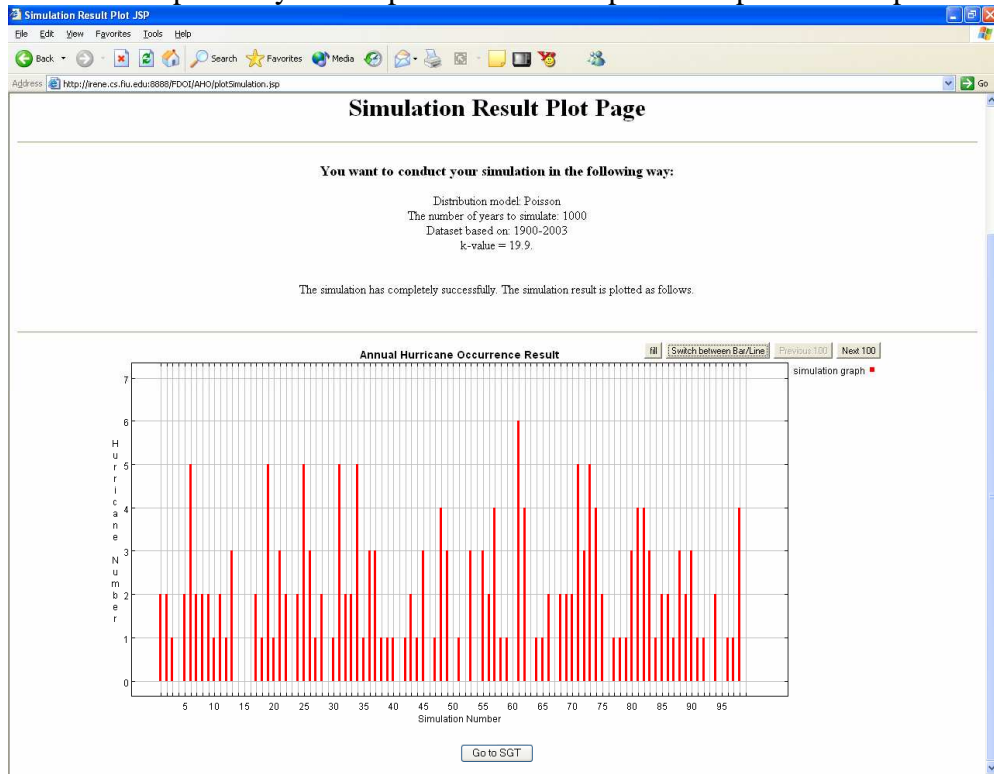 Simulation Result Plot JSP
File Edit View Favorites Tools Help
Back Search Favorites Media
Address http://irene.cs.fiu.edu:8888/FDOI/AHO/plotSimulation.jsp Go
Simulation Result Plot Page
You want to conduct your simulation in the following way:
Distribution model: Poisson
The number of years to simulate: 1000
Dataset based on: 1900-2003
k-value = 19.9.
The simulation has completely successfully. The simulation result is plotted as follows.
Annual Hurricane Occurrence Result
fill Switch between Bar/Line Previous 100 Next 100
simulation graph
7
6
5
4
3
2
1
0
Hurricane Number
5 10 15 20 25 30 35 40 45 50 55 60 65 70 75 80 85 90 95
Simulation Number
Go to SGT